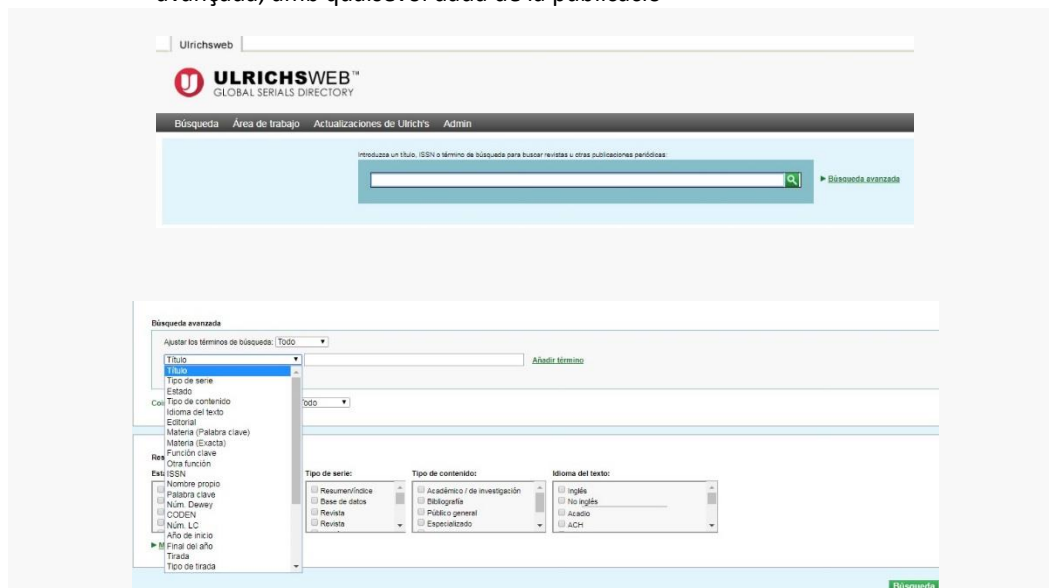 avançada, amb qualsevol dada de la publicació
Ulrichsweb
ULRICHSWEB™
GLOBAL SERIALS DIRECTORY
Búsqueda Área de trabajo Actualizaciones de Ulrich's Admin
Introduzca un título, ISSN o término de búsqueda para buscar revistas u otras publicaciones periódicas:
Búsqueda avanzada
Búsqueda avanzada
Ajustar los términos de búsqueda: Todo
Título
Añadir término
Título
Tipo de serie
Estado
Tipo de contenido
Idioma del texto
Editorial
Materia (Palabra clave)
Materia (Exacta)
Función clave
Otra función
ISSN
Nombre propio
Palabra clave
Núm. Dewey
CODEN
Núm. LC
Año de inicio
Final del año
Tirada
Tipo de tirada
Tipo de serie:
Resumen/índice
Base de datos
Revista
Revista
Tipo de contenido:
Académico / de investigación
Bibliografía
Público general
Especializado
Idioma del texto:
Inglés
No inglés
Acadio
ACH
Búsqueda